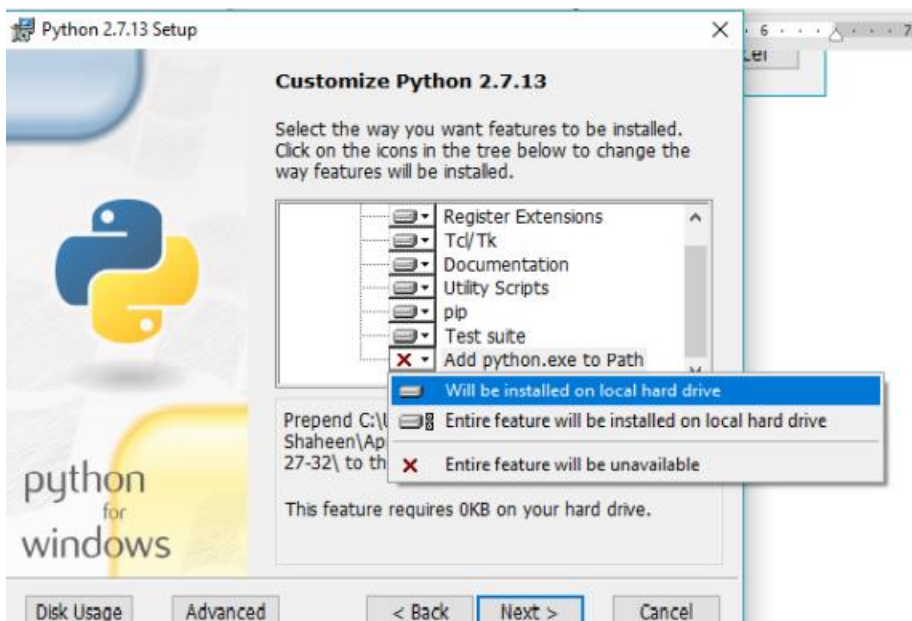 Python 2.7.13 Setup
6 7
Customize Python 2.7.13
Select the way you want features to be installed.
Click on the icons in the tree below to change the
way features will be installed.
Register Extensions
Tcl/Tk
Documentation
Utility Scripts
pip
Test suite
Add python.exe to Path
Will be installed on local hard drive
Entire feature will be installed on local hard drive
Entire feature will be unavailable
Prepend C:\
Shaheen\Ap
27-32\ to th
This feature requires 0KB on your hard drive.
python
for
windows
Disk Usage Advanced < Back Next > Cancel